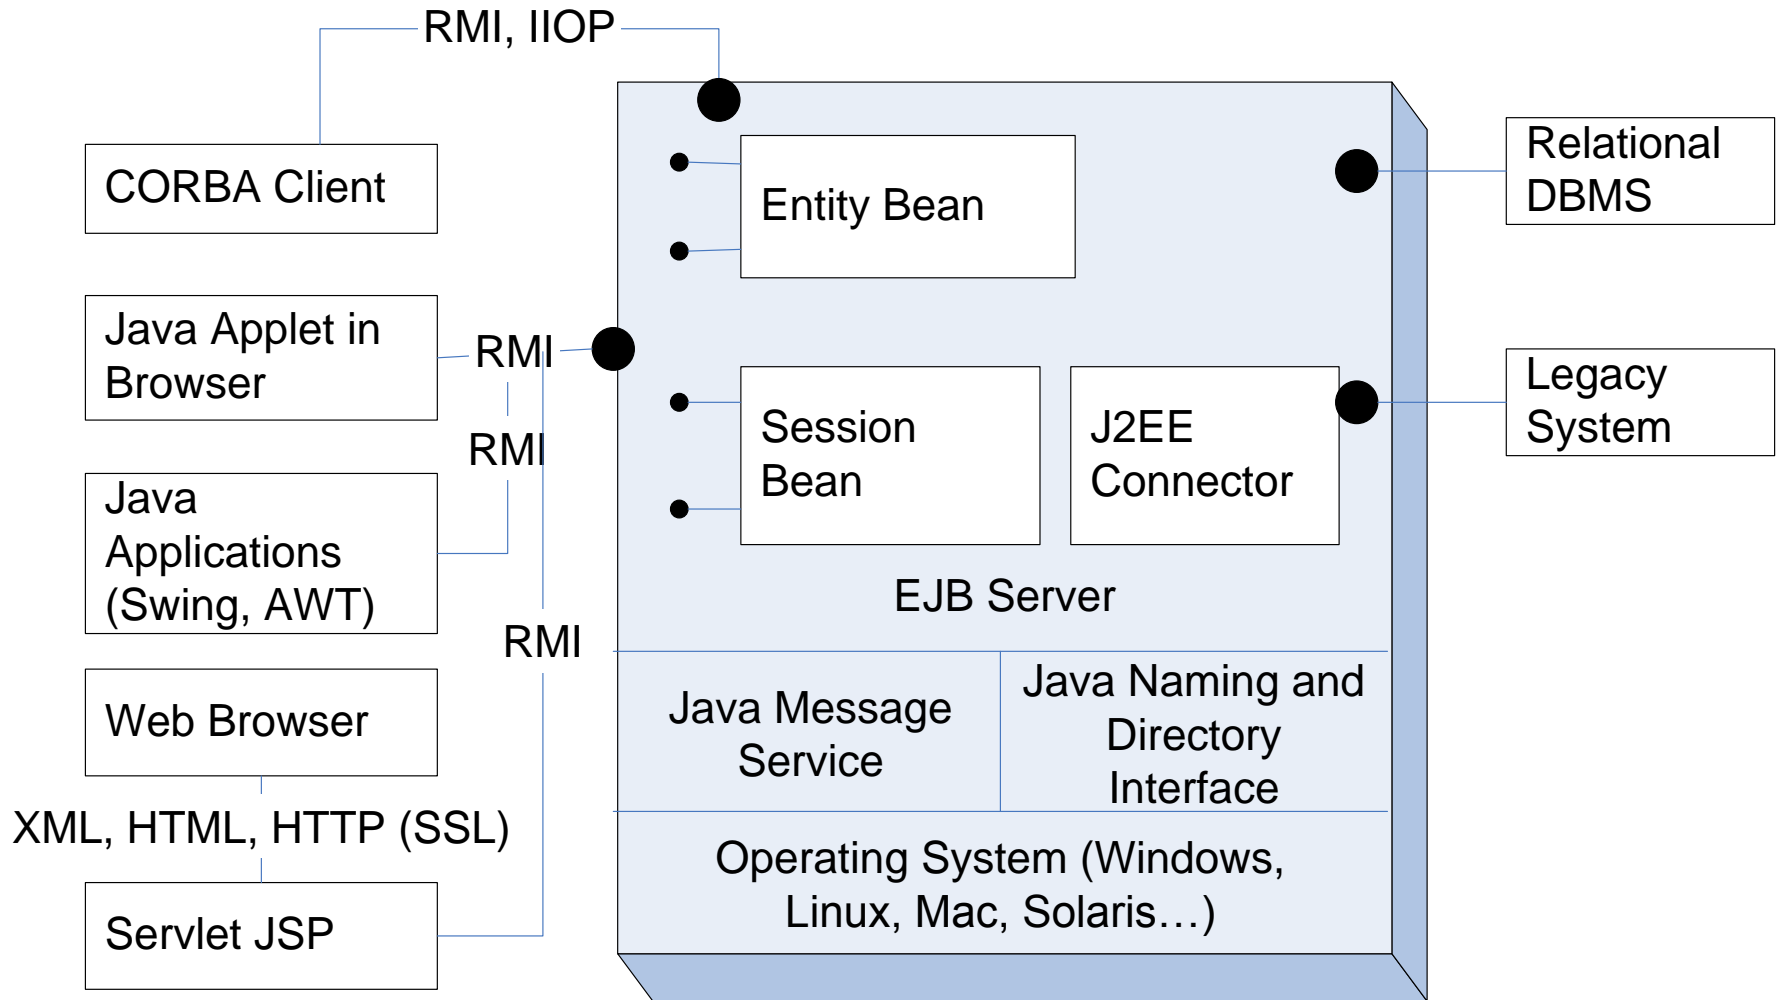 RMI, IIOP
CORBA Client
Entity Bean
Relational
DBMS
Java Applet in
Browser
RMI
RMI
Session
Bean
J2EE
Connector
Legacy
System
Java
Applications
(Swing, AWT)
EJB Server
RMI
Web Browser
Java Message
Service
Java Naming and
Directory
Interface
XML, HTML, HTTP (SSL)
Operating System (Windows,
Linux, Mac, Solaris…)
Servlet JSP